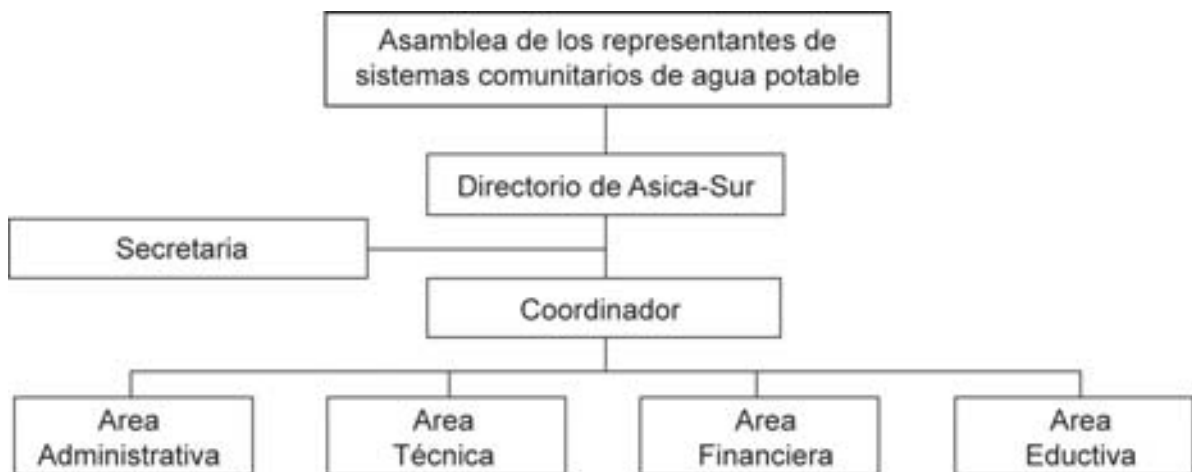 Asamblea de los representantes de
sistemas comunitarios de agua potable
Directorio de Asica-Sur
Secretaria
Coordinador
Area
Administrativa
Area
Técnica
Area
Financiera
Area
Eductiva